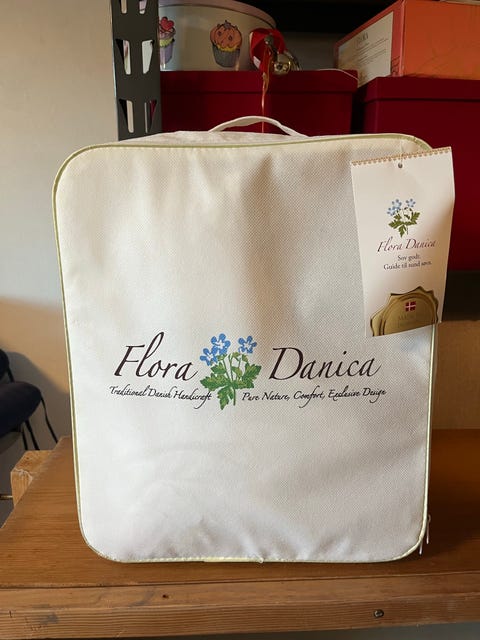 Flora Danica
Traditional Danish Handicraft Pure Nature, Comfort, Exclusive Design
Flora Danica
Sov godt.
Guide til sund søvn.